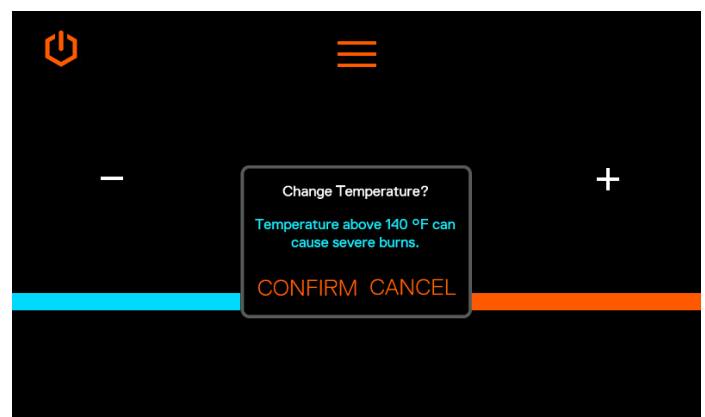 −
+
Change Temperature?
Temperature above 140 °F can
cause severe burns.
CONFIRM CANCEL